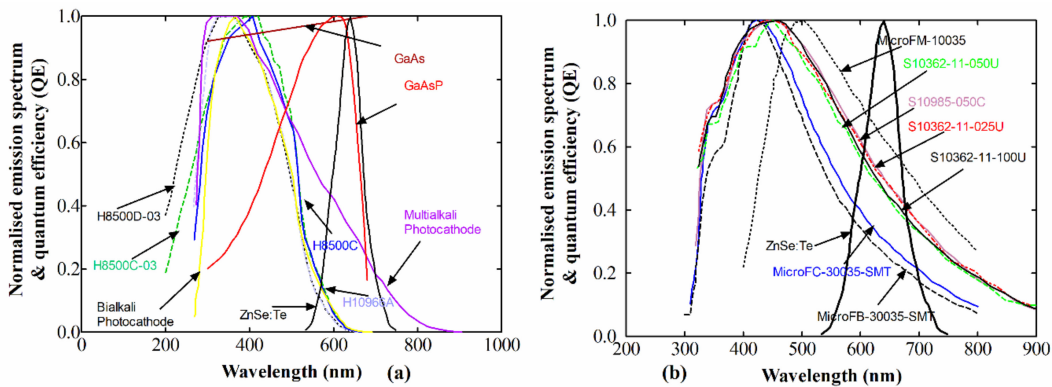 Normalised emission spectrum
& quantum efficiency (QE)
1.0
0.8
0.6
0.4
0.2
0.0
0
200
400
600
800
1000
Wavelength (nm)
(a)
GaAs
GaAsP
H8500D-03
H8500C-03
Bialkali
Photocathode
H8500C
Multialkali
Photocathode
H10966A
ZnSe:Te
Normalised emission spectrum
& quantum efficiency (QE)
1.0
0.8
0.6
0.4
0.2
0.0
200
300
400
500
600
700
800
900
Wavelength (nm)
(b)
MicroFM-10035
S10362-11-050U
S10985-050C
S10362-11-025U
S10362-11-100U
ZnSe:Te
MicroFC-30035-SMT
MicroFB-30035-SMT